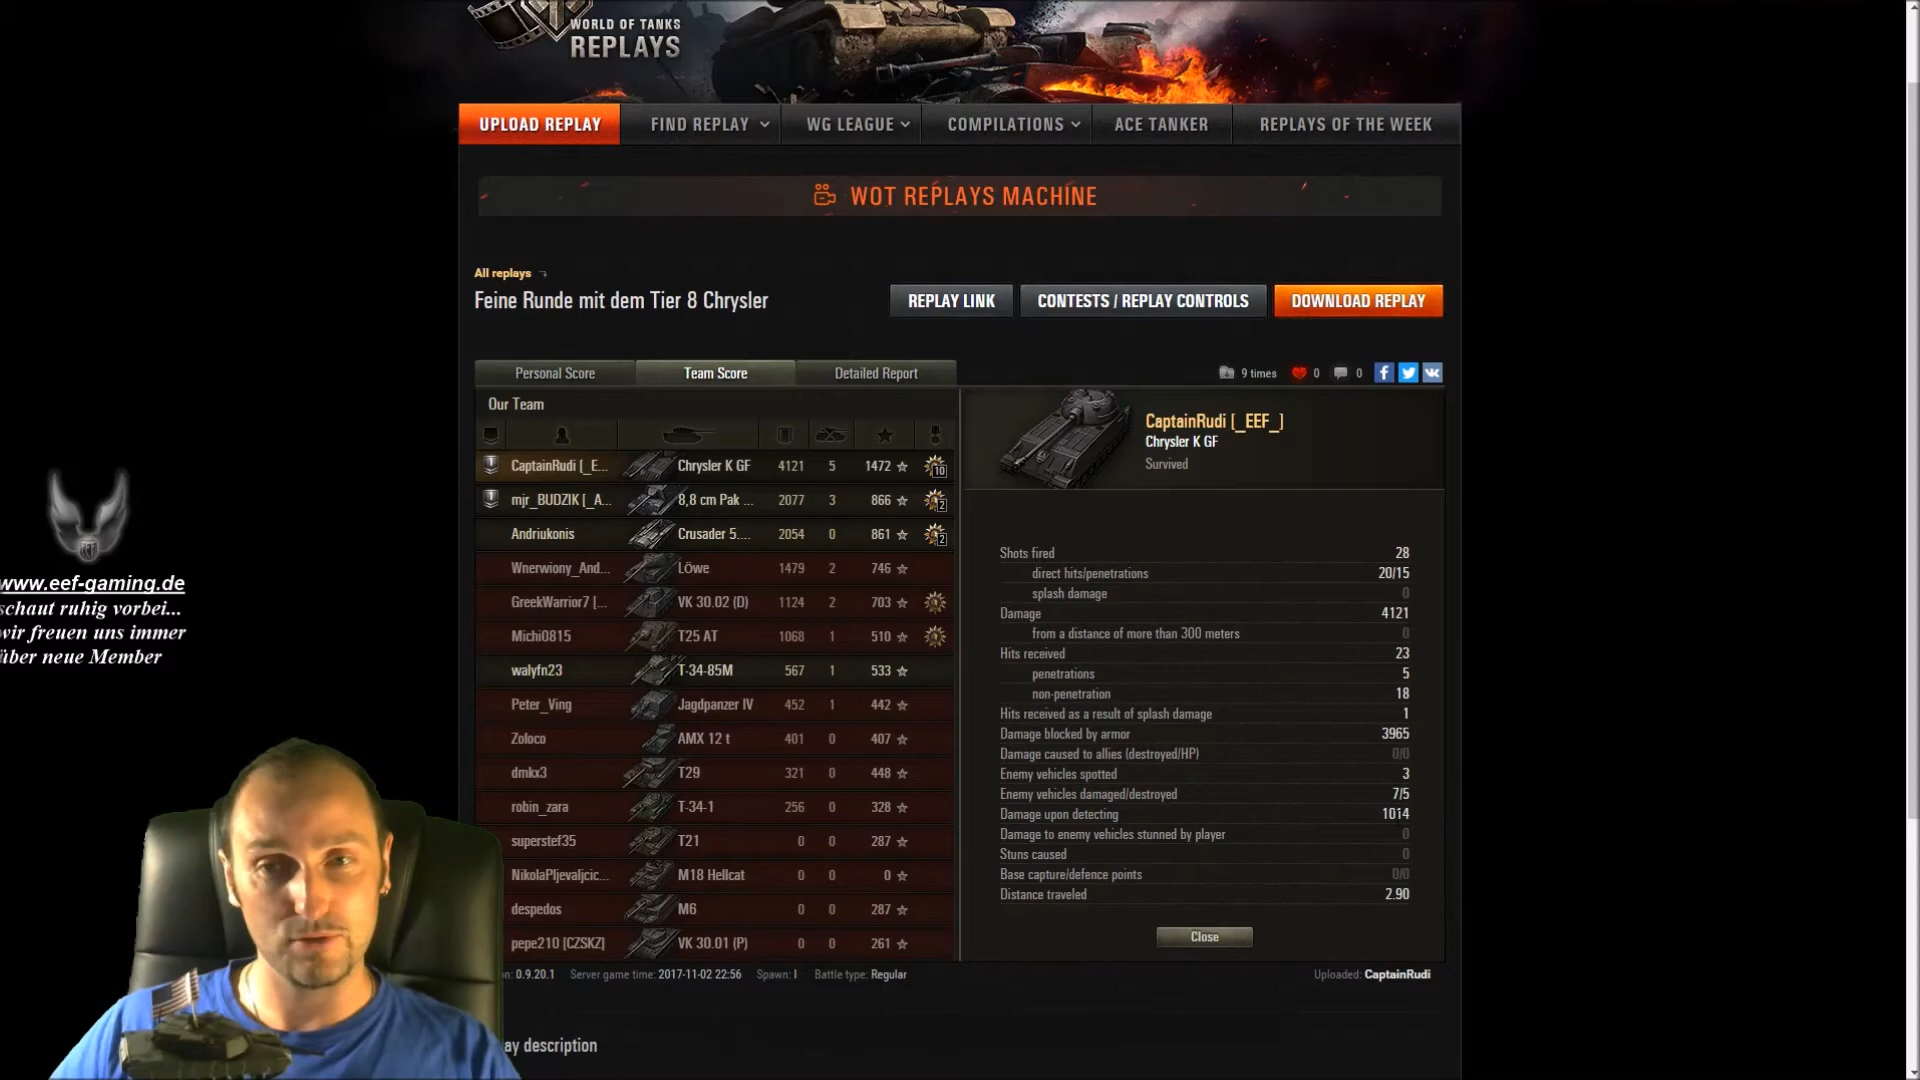 WORLD OF TANKS
REPLAYS
UPLOAD REPLAY
FIND REPLAY
WG LEAGUE
COMPILATIONS
ACE TANKER
REPLAYS OF THE WEEK
WOT REPLAYS MACHINE
All replays
Feine Runde mit dem Tier 8 Chrysler
REPLAY LINK
CONTESTS / REPLAY CONTROLS
DOWNLOAD REPLAY
Personal Score
Team Score
Detailed Report
9 times
0
0
Our Team
CaptainRudi [_E... Chrysler K GF 4121 5 1472 10
mjr_BUDZIK [_A... 8,8 cm Pak ... 2077 3 866 2
Andriukonis Crusader 5.... 2054 0 861 2
Wnerwiony_And... Löwe 1479 2 746
GreekWarrior7 [... VK 30.02 (D) 1124 2 703
Michi0815 T25 AT 1068 1 510
walyfn23 T-34-85M 567 1 533
Peter_Ving Jagdpanzer IV 452 1 442
Zoloco AMX 12 t 401 0 407
dmkx3 T29 321 0 448
robin_zara T-34-1 256 0 328
superstef35 T21 0 0 287
NikolaPljevaljcic... M18 Hellcat 0 0 0
despedos M6 0 0 287
pepe210 [CZSKZ] VK 30.01 (P) 0 0 261
CaptainRudi [_EEF_]
Chrysler K GF
Survived
Shots fired 28
direct hits/penetrations 20/15
splash damage 0
Damage 4121
from a distance of more than 300 meters 0
Hits received 23
penetrations 5
non-penetration 18
Hits received as a result of splash damage 1
Damage blocked by armor 3965
Damage caused to allies (destroyed/HP) 0/0
Enemy vehicles spotted 3
Enemy vehicles damaged/destroyed 7/5
Damage upon detecting 1014
Damage to enemy vehicles stunned by player 0
Stuns caused 0
Base capture/defence points 0/0
Distance traveled 2.90
Close
n: 0.9.20.1 Server game time: 2017-11-02 22:56 Spawn: I Battle type: Regular
Uploaded: CaptainRudi
ay description
EEF
www.eef-gaming.de
schaut ruhig vorbei...
wir freuen uns immer
über neue Member